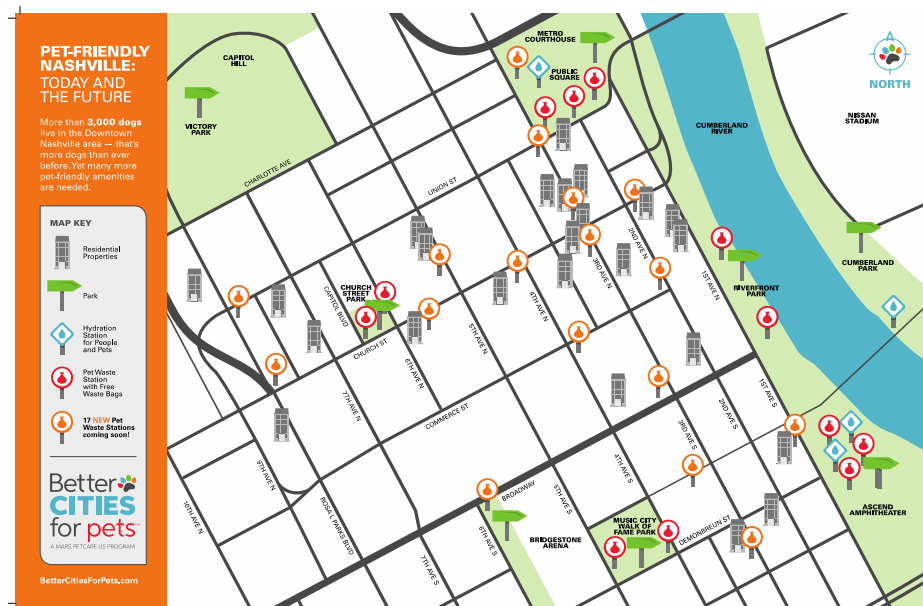 PET-FRIENDLY
NASHVILLE:
TODAY AND
THE FUTURE
More than 3,000 dogs
live in the Downtown
Nashville area — that's
more dogs than ever
before. Yet many more
pet-friendly amenities
are needed.
MAP KEY
Residential
Properties
Park
Hydration
Station
for People
and Pets
Pet Waste
Station
with Free
Waste Bags
17 NEW Pet
Waste Stations
coming soon!
Better
CITIES
for pets
A MARS PETCARE US PROGRAM
BetterCitiesForPets.com
CAPITOL
HILL
VICTORY
PARK
METRO
COURTHOUSE
PUBLIC
SQUARE
CUMBERLAND
RIVER
NISSAN
STADIUM
NORTH
CHARLOTTE AVE
UNION ST
2ND AVE N
3RD AVE N
1ST AVE N
4TH AVE N
5TH AVE N
RIVERFRONT
PARK
CUMBERLAND
PARK
CHURCH
STREET
PARK
CAPITOL BLVD
CHURCH ST
6TH AVE N
7TH AVE N
COMMERCE ST
1ST AVE S
2ND AVE S
3RD AVE S
4TH AVE S
5TH AVE S
BROADWAY
6TH AVE S
7TH AVE S
8TH AVE N
10TH AVE N
ROSA L PARKS BLVD
BRIDGESTONE
ARENA
MUSIC CITY
WALK OF
FAME PARK
DEMONBREUN ST
ASCEND
AMPHITHEATER